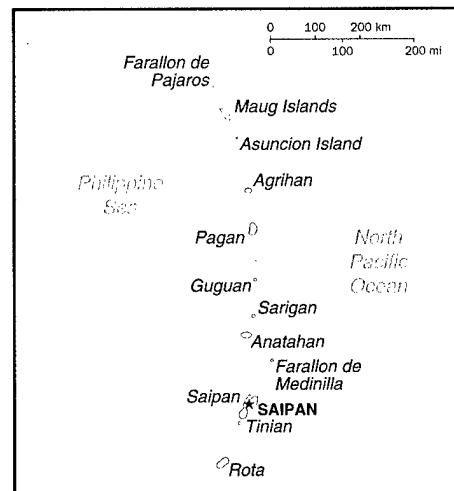 0 100 200 km
0 100 200 mi
Farallon de
Pajaros
Maug Islands
Asuncion Island
Philippine
Sea
Agrihan
Pagan
North
Pacific
Ocean
Guguan
Sarigan
Anatahan
Farallon de
Medinilla
Saipan
SAIPAN
Tinian
Rota